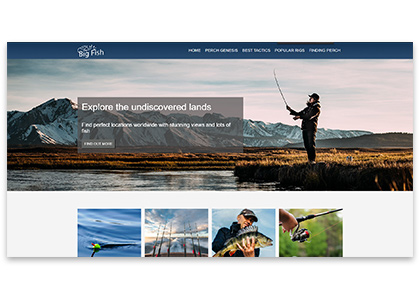 Big Fish
HOME PERCH GENESIS BEST TACTICS POPULAR RIGS FINDING PERCH
Explore the undiscovered lands
Find perfect locations worldwide with stunning views and lots of
fish
FIND OUT MORE